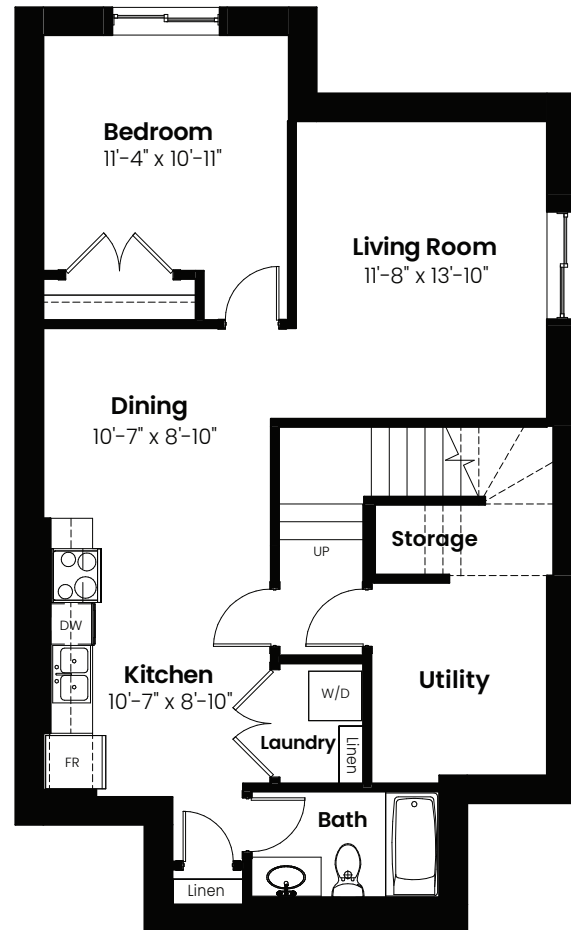 Bedroom
11'-4" x 10'-11"
Living Room
11'-8" x 13'-10"
Dining
10'-7" x 8'-10"
Storage
UP
DW
Kitchen
10'-7" x 8'-10"
Utility
W/D
Laundry
Linen
FR
Bath
Linen